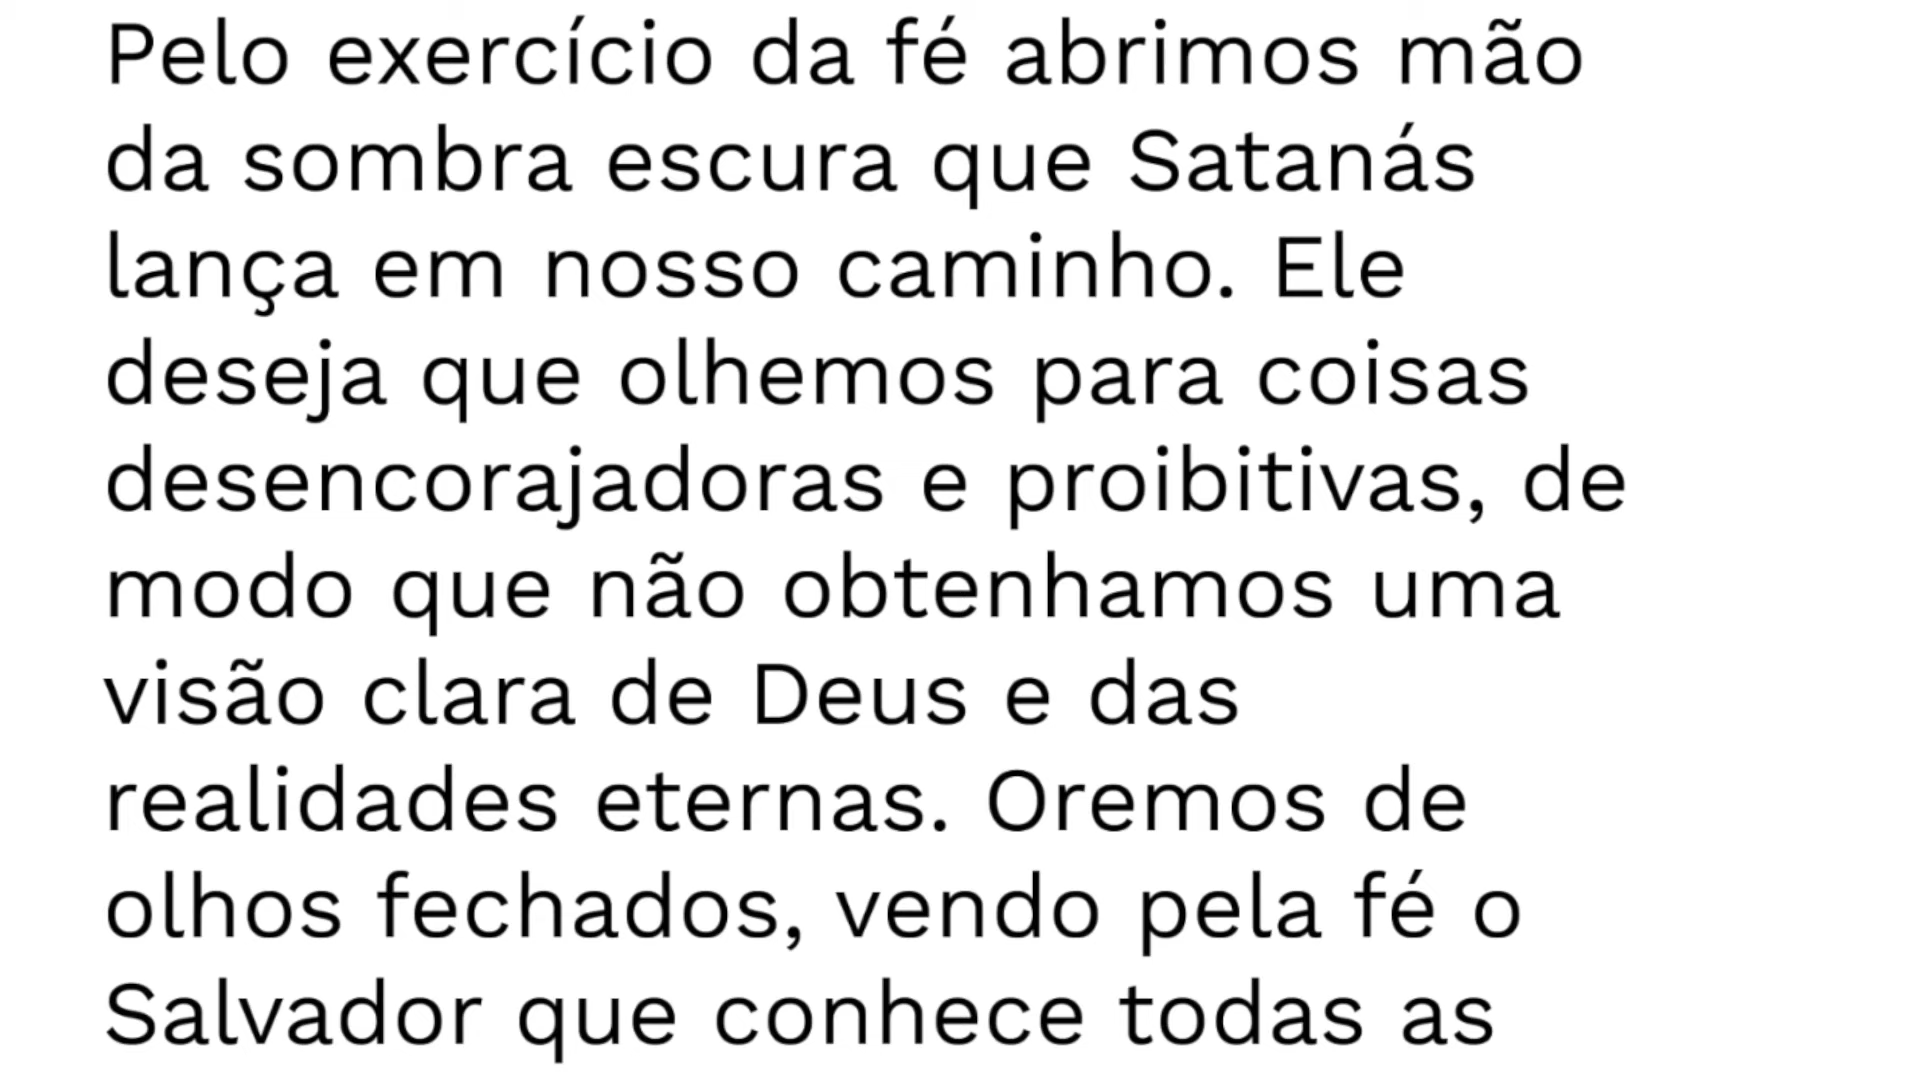 Pelo exercício da fé abrimos mão
da sombra escura que Satanás
lança em nosso caminho. Ele
deseja que olhemos para coisas
desencorajadoras e proibitivas, de
modo que não obtenhamos uma
visão clara de Deus e das
realidades eternas. Oremos de
olhos fechados, vendo pela fé o
Salvador que conhece todas as